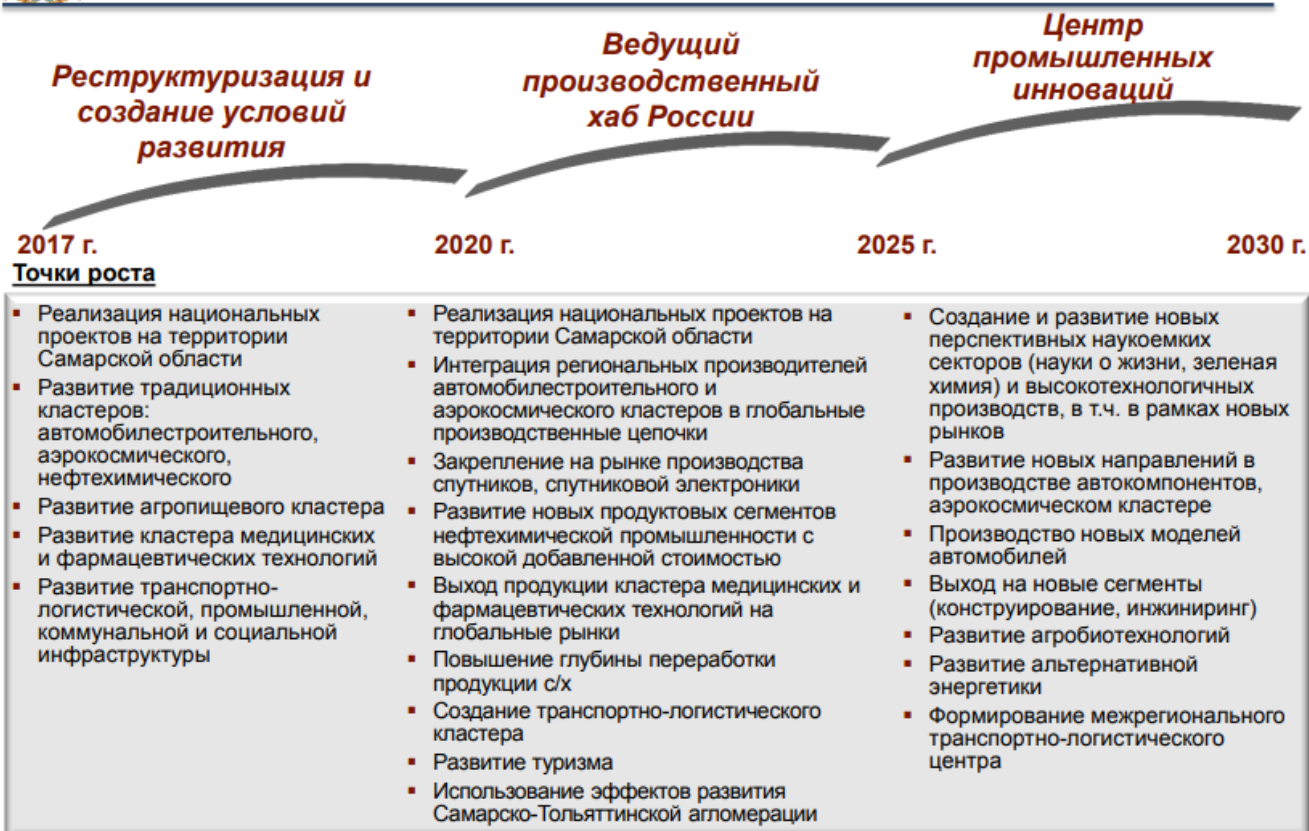 Реструктуризация и
создание условий
развития
Ведущий
производственный
хаб России
Центр
промышленных
инноваций
2017 г.
2020 г.
2025 г.
2030 г.
Точки роста
▪ Реализация национальных
проектов на территории
Самарской области
▪ Развитие традиционных
кластеров:
автомобилестроительного,
аэрокосмического,
нефтехимического
▪ Развитие агропищевого кластера
▪ Развитие кластера медицинских
и фармацевтических технологий
▪ Развитие транспортно-
логистической, промышленной,
коммунальной и социальной
инфраструктуры
▪ Реализация национальных проектов на
территории Самарской области
▪ Интеграция региональных производителей
автомобилестроительного и
аэрокосмического кластеров в глобальные
производственные цепочки
▪ Закрепление на рынке производства
спутников, спутниковой электроники
▪ Развитие новых продуктовых сегментов
нефтехимической промышленности с
высокой добавленной стоимостью
▪ Выход продукции кластера медицинских и
фармацевтических технологий на
глобальные рынки
▪ Повышение глубины переработки
продукции с/х
▪ Создание транспортно-логистического
кластера
▪ Развитие туризма
▪ Использование эффектов развития
Самарско-Тольяттинской агломерации
▪ Создание и развитие новых
перспективных наукоемких
секторов (науки о жизни, зеленая
химия) и высокотехнологичных
производств, в т.ч. в рамках новых
рынков
▪ Развитие новых направлений в
производстве автокомпонентов,
аэрокосмическом кластере
▪ Производство новых моделей
автомобилей
▪ Выход на новые сегменты
(конструирование, инжиниринг)
▪ Развитие агробиотехнологий
▪ Развитие альтернативной
энергетики
▪ Формирование межрегионального
транспортно-логистического
центра